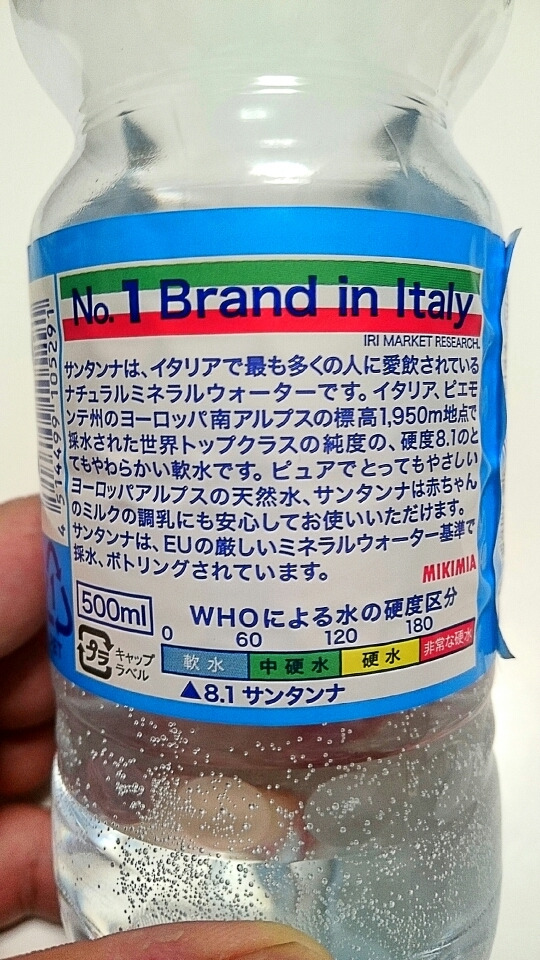 No. 1 Brand in Italy
IRI MARKET RESEARCH
サンタンナは、イタリアで最も多くの人に愛飲されている
ナチュラルミネラルウォーターです。イタリア、ピエモ
ンテ州のヨーロッパ南アルプスの標高1,950m地点で
採水された世界トップクラスの純度の、硬度8.1のと
てもやわらかい軟水です。ピュアでとってもやさしい
ヨーロッパアルプスの天然水、サンタンナは赤ちゃん
のミルクの調乳にも安心してお使いいただけます。
サンタンナは、EUの厳しいミネラルウォーター基準で
採水、ボトリングされています。
MIKIMIA
500ml
WHOによる水の硬度区分
0 60 120 180
軟水 中硬水 硬水 非常な硬水
▲8.1 サンタンナ
プラ
キャップ
ラベル
4 514499 105291